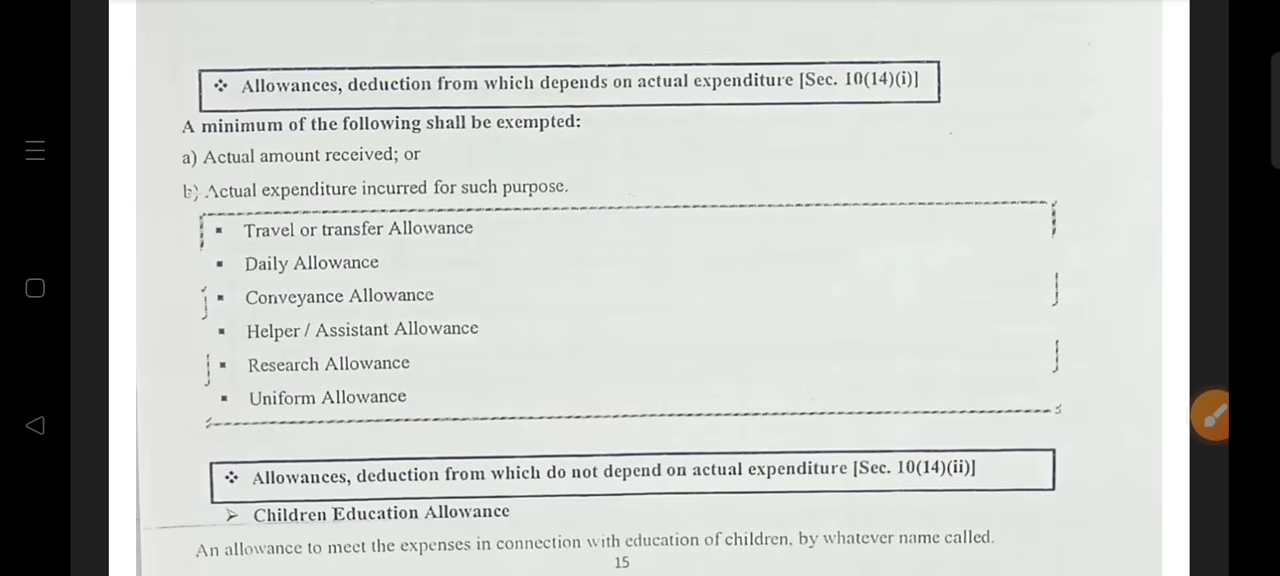 ❖ Allowances, deduction from which depends on actual expenditure [Sec. 10(14)(i)]
A minimum of the following shall be exempted:
a) Actual amount received; or
b) Actual expenditure incurred for such purpose.
▪ Travel or transfer Allowance
▪ Daily Allowance
▪ Conveyance Allowance
▪ Helper / Assistant Allowance
▪ Research Allowance
▪ Uniform Allowance
❖ Allowances, deduction from which do not depend on actual expenditure [Sec. 10(14)(ii)]
➢ Children Education Allowance
An allowance to meet the expenses in connection with education of children, by whatever name called.
15